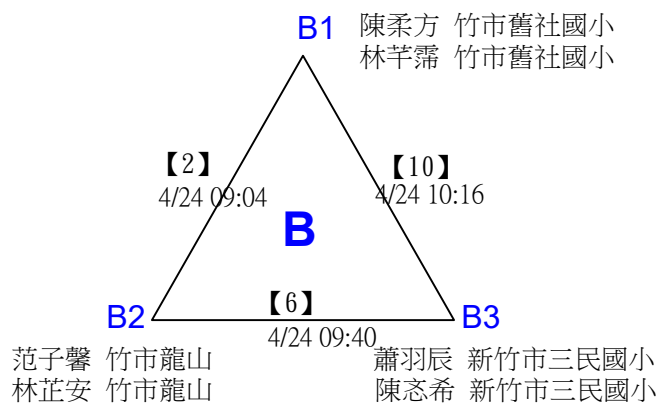 B1
陳柔方 竹市舊社國小
林芊霈 竹市舊社國小
【2】
4/24 09:04
【10】
4/24 10:16
B
【6】
4/24 09:40
B2
B3
范子馨 竹市龍山
林芷安 竹市龍山
蕭羽辰 新竹市三民國小
陳忞希 新竹市三民國小